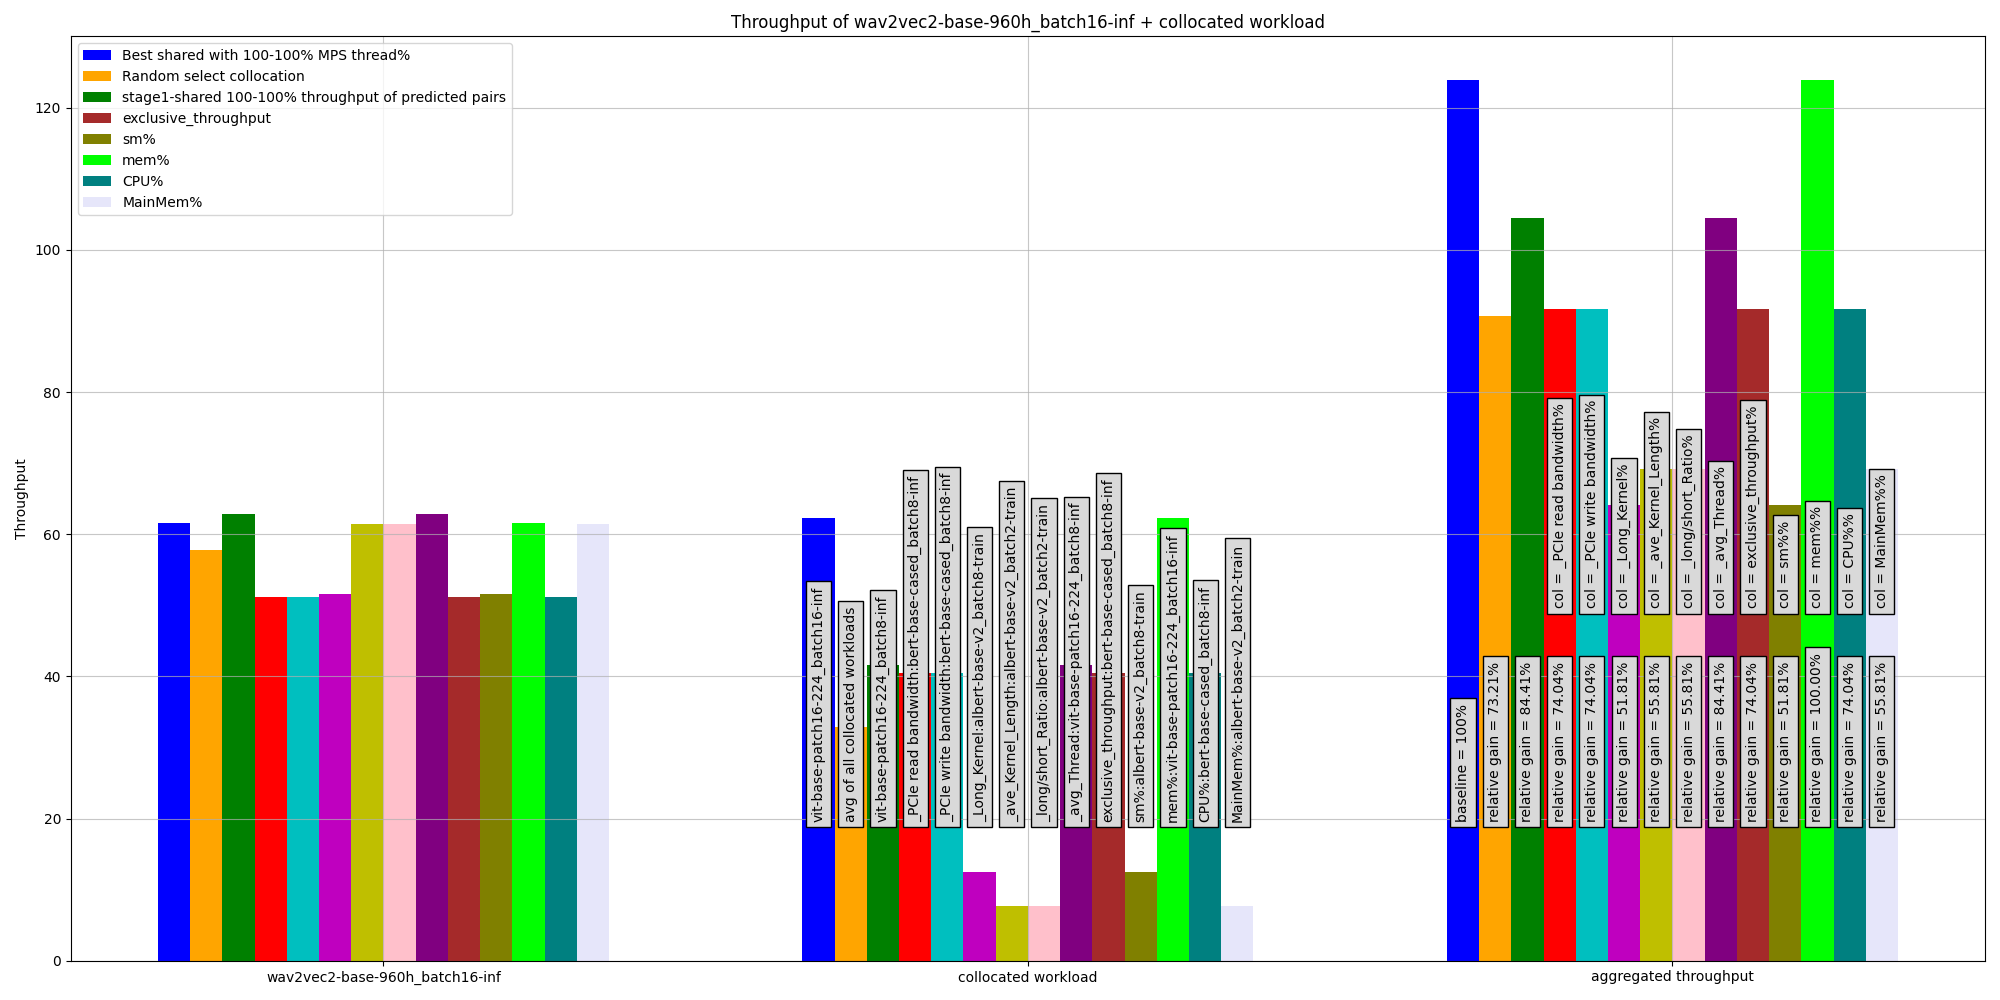 Throughput of wav2vec2-base-960h_batch16-inf + collocated workload
Best shared with 100-100% MPS thread%
Random select collocation
stage1-shared 100-100% throughput of predicted pairs
exclusive_throughput
sm%
mem%
CPU%
MainMem%
Throughput
120
100
80
60
40
20
0
vit-base-patch16-224_batch16-inf
avg of all collocated workloads
vit-base-patch16-224_batch8-inf
_PCIe read bandwidth:bert-base-cased_batch8-inf
_PCIe write bandwidth:bert-base-cased_batch8-inf
_Long_Kernel:albert-base-v2_batch8-train
_ave_Kernel_Length:albert-base-v2_batch2-train
_long/short_Ratio:albert-base-v2_batch2-train
_avg_Thread:vit-base-patch16-224_batch8-inf
exclusive_throughput:bert-base-cased_batch8-inf
sm%:albert-base-v2_batch8-train
mem%:vit-base-patch16-224_batch16-inf
CPU%:bert-base-cased_batch8-inf
MainMem%:albert-base-v2_batch2-train
col = _PCIe read bandwidth%
col = _PCIe write bandwidth%
col = _Long_Kernel%
col = _ave_Kernel_Length%
col = _long/short_Ratio%
col = _avg_Thread%
col = exclusive_throughput%
col = sm%%
col = mem%%
col = CPU%%
col = MainMem%%
baseline = 100%
relative gain = 73.21%
relative gain = 84.41%
relative gain = 74.04%
relative gain = 74.04%
relative gain = 51.81%
relative gain = 55.81%
relative gain = 55.81%
relative gain = 84.41%
relative gain = 74.04%
relative gain = 51.81%
relative gain = 100.00%
relative gain = 74.04%
relative gain = 55.81%
wav2vec2-base-960h_batch16-inf
collocated workload
aggregated throughput